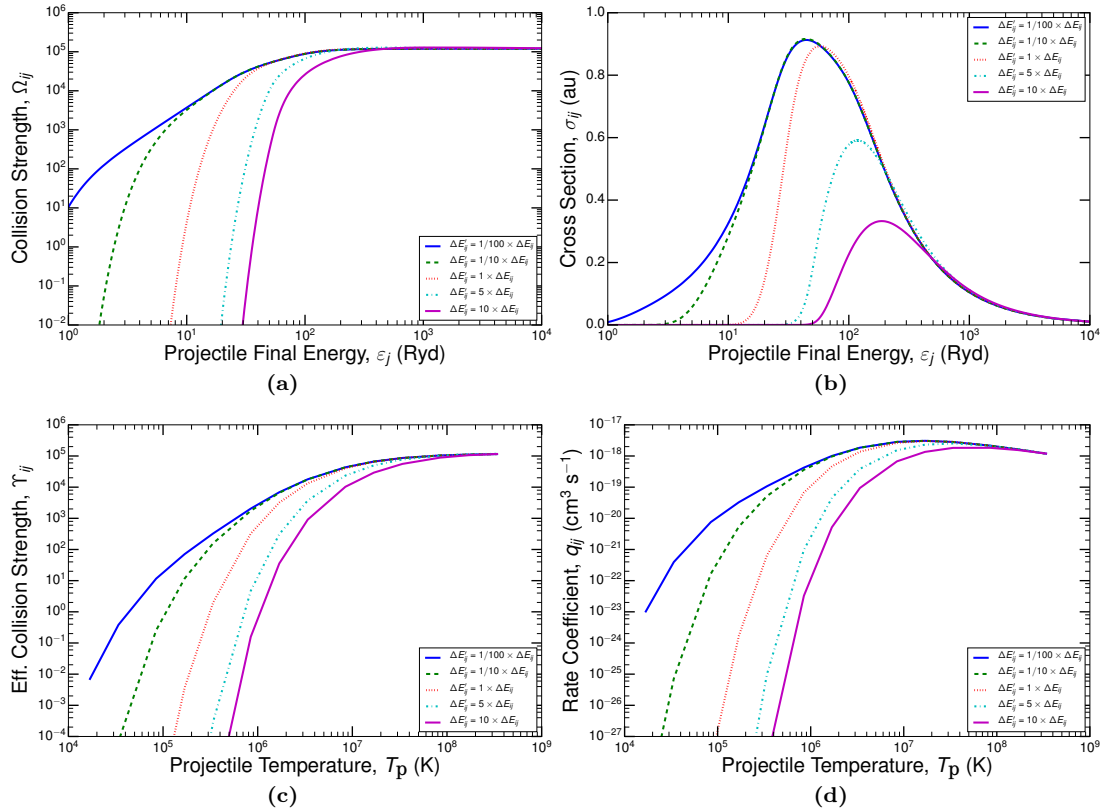 Collision Strength, Ω_ij
10^6
10^5
10^4
10^3
10^2
10^1
10^0
10^-1
10^-2
ΔE'_ij = 1/100 × ΔE_ij
ΔE'_ij = 1/10 × ΔE_ij
ΔE'_ij = 1 × ΔE_ij
ΔE'_ij = 5 × ΔE_ij
ΔE'_ij = 10 × ΔE_ij
10^0 10^1 10^2 10^3 10^4
Projectile Final Energy, ε_j (Ryd)
(a)
Cross Section, σ_ij (au)
1.0
0.8
0.6
0.4
0.2
0.0
ΔE'_ij = 1/100 × ΔE_ij
ΔE'_ij = 1/10 × ΔE_ij
ΔE'_ij = 1 × ΔE_ij
ΔE'_ij = 5 × ΔE_ij
ΔE'_ij = 10 × ΔE_ij
10^0 10^1 10^2 10^3 10^4
Projectile Final Energy, ε_j (Ryd)
(b)
Eff. Collision Strength, ϒ_ij
10^6
10^5
10^4
10^3
10^2
10^1
10^0
10^-1
10^-2
10^-3
10^-4
ΔE'_ij = 1/100 × ΔE_ij
ΔE'_ij = 1/10 × ΔE_ij
ΔE'_ij = 1 × ΔE_ij
ΔE'_ij = 5 × ΔE_ij
ΔE'_ij = 10 × ΔE_ij
10^4 10^5 10^6 10^7 10^8 10^9
Projectile Temperature, T_p (K)
(c)
Rate Coefficient, q_ij (cm^3 s^-1)
10^-17
10^-18
10^-19
10^-20
10^-21
10^-22
10^-23
10^-24
10^-25
10^-26
10^-27
ΔE'_ij = 1/100 × ΔE_ij
ΔE'_ij = 1/10 × ΔE_ij
ΔE'_ij = 1 × ΔE_ij
ΔE'_ij = 5 × ΔE_ij
ΔE'_ij = 10 × ΔE_ij
10^4 10^5 10^6 10^7 10^8 10^9
Projectile Temperature, T_p (K)
(d)